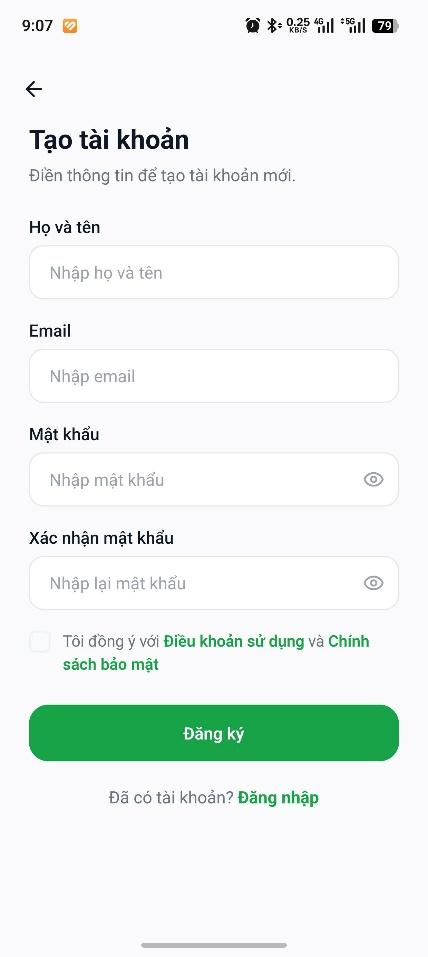 9:07
0.25 KB/S 4G 5G 79
Tạo tài khoản
Điền thông tin để tạo tài khoản mới.
Họ và tên
Nhập họ và tên
Email
Nhập email
Mật khẩu
Nhập mật khẩu
Xác nhận mật khẩu
Nhập lại mật khẩu
Tôi đồng ý với Điều khoản sử dụng và Chính
sách bảo mật
Đăng ký
Đã có tài khoản? Đăng nhập